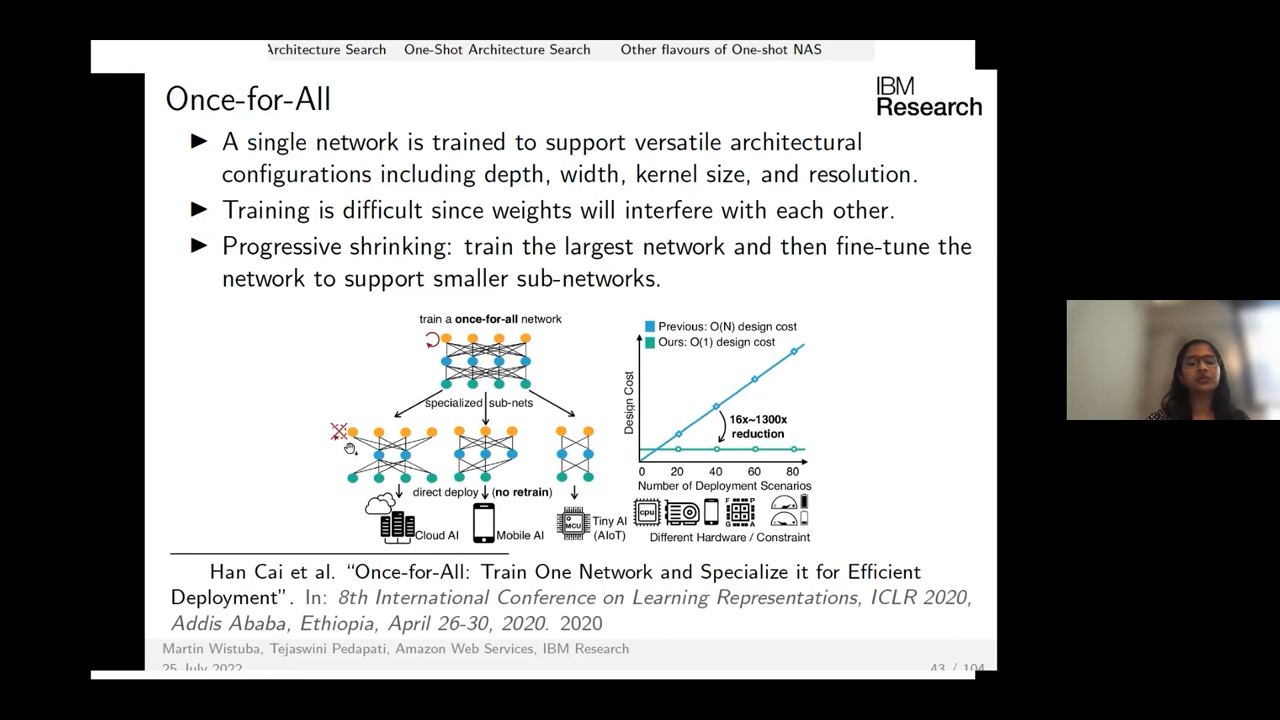 Architecture Search One-Shot Architecture Search Other flavours of One-shot NAS
Once-for-All
IBM
Research
A single network is trained to support versatile architectural
configurations including depth, width, kernel size, and resolution.
Training is difficult since weights will interfere with each other.
Progressive shrinking: train the largest network and then fine-tune the
network to support smaller sub-networks.
train a once-for-all network
specialized sub-nets
direct deploy (no retrain)
Cloud AI
Mobile AI
MCU
Tiny AI
(AIoT)
Previous: O(N) design cost
Ours: O(1) design cost
Design Cost
16x~1300x
reduction
0 20 40 60 80
Number of Deployment Scenarios
cpu
F P
G A
Different Hardware / Constraint
Han Cai et al. “Once-for-All: Train One Network and Specialize it for Efficient
Deployment”. In: 8th International Conference on Learning Representations, ICLR 2020,
Addis Ababa, Ethiopia, April 26-30, 2020. 2020
Martin Wistuba, Tejaswini Pedapati, Amazon Web Services, IBM Research
25 July 2022 43 / 104